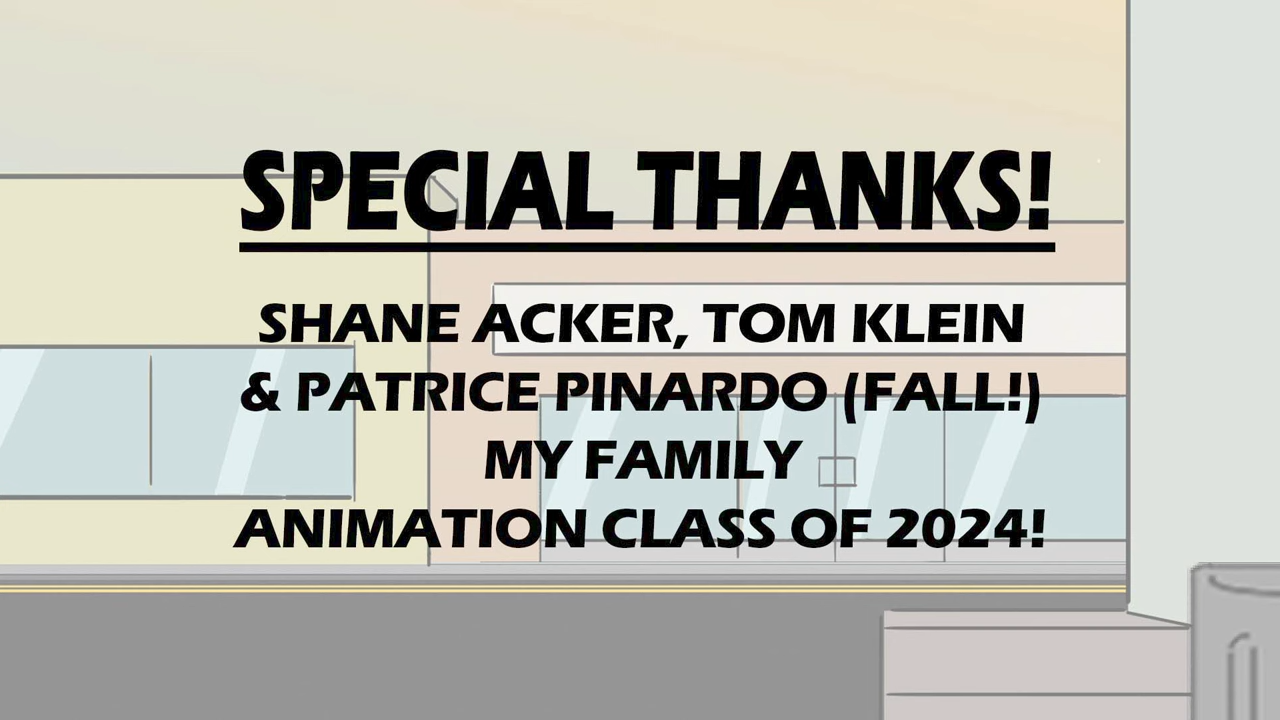 SPECIAL THANKS!
SHANE ACKER, TOM KLEIN
& PATRICE PINARDO (FALL!)
MY FAMILY
ANIMATION CLASS OF 2024!